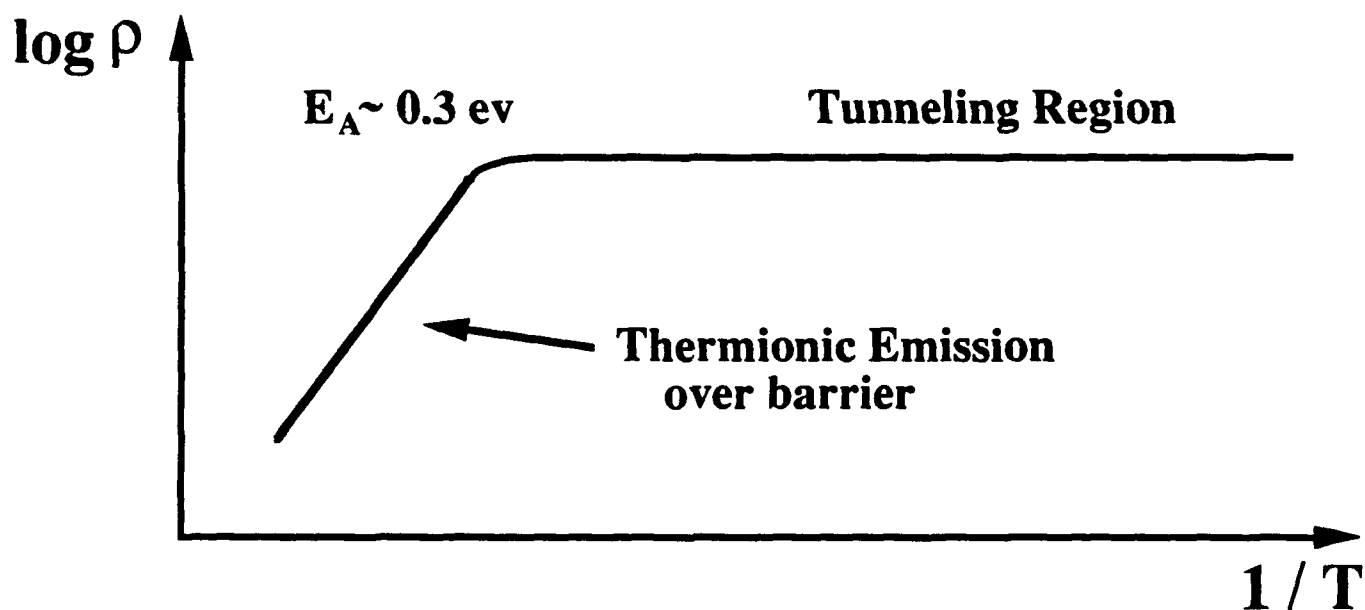 log ρ
E_A~ 0.3 ev
Tunneling Region
Thermionic Emission
over barrier
1 / T